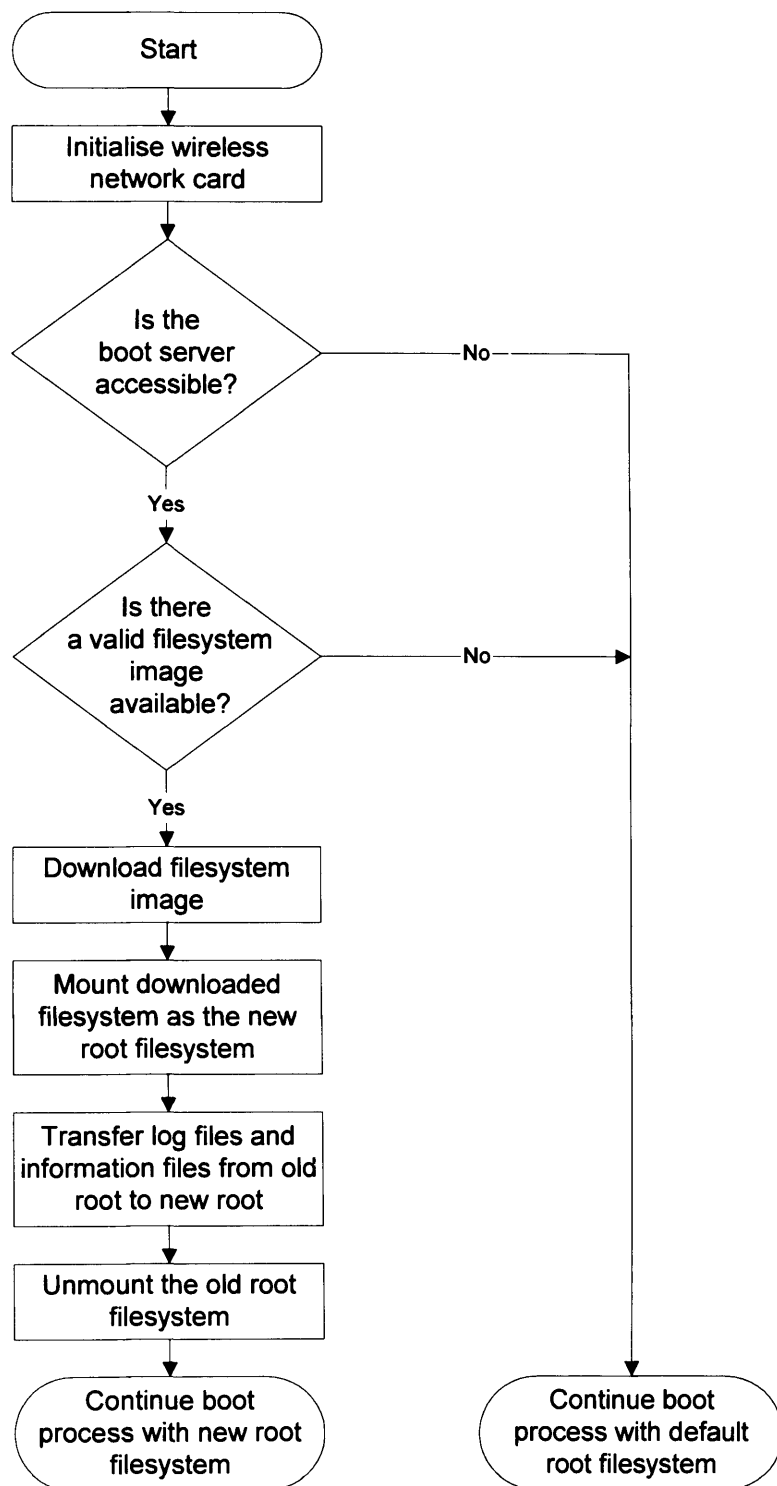 Start
Initialise wireless
network card
Is the
boot server
accessible?
No
Yes
Is there
a valid filesystem
image
available?
No
Yes
Download filesystem
image
Mount downloaded
filesystem as the new
root filesystem
Transfer log files and
information files from old
root to new root
Unmount the old root
filesystem
Continue boot
process with new root
filesystem
Continue boot
process with default
root filesystem